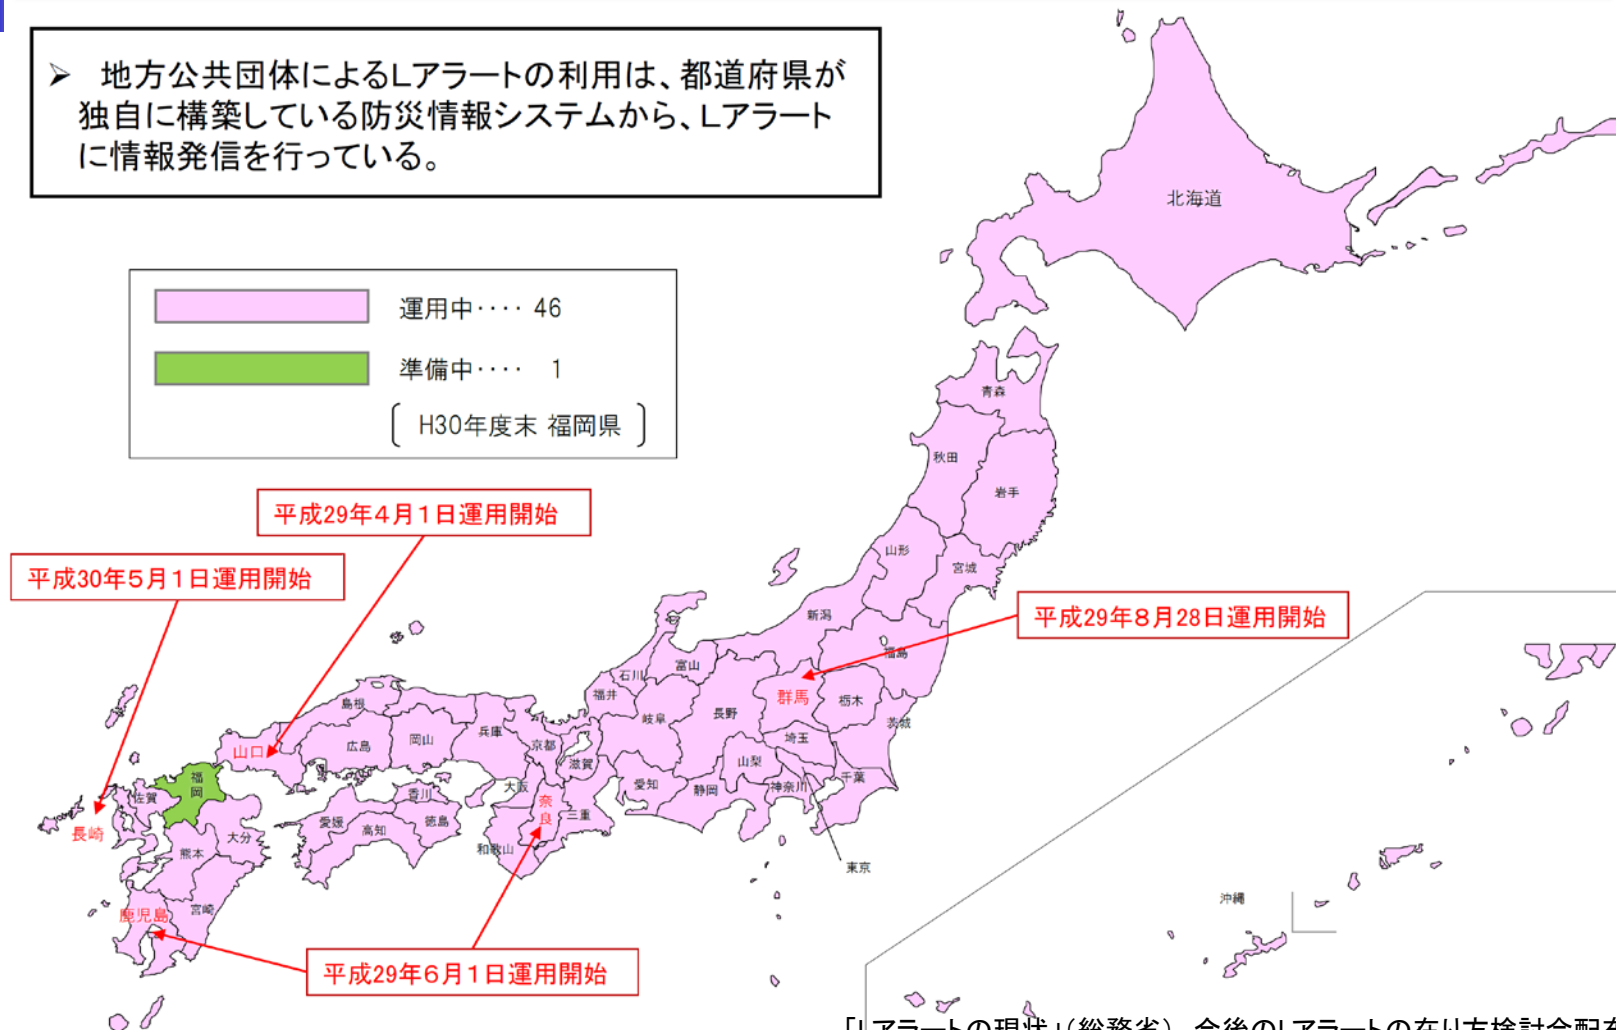 ➢ 地方公共団体によるLアラートの利用は、都道府県が
独自に構築している防災情報システムから、Lアラート
に情報発信を行っている。
運用中‥‥ 46
準備中‥‥ 1
〔 H30年度末 福岡県 〕
平成29年4月1日運用開始
平成30年5月1日運用開始
平成29年8月28日運用開始
平成29年6月1日運用開始
北海道
青森
秋田
岩手
山形
宮城
新潟
福島
石川
富山
群馬
栃木
福井
岐阜
長野
茨城
埼玉
島根
兵庫
京都
滋賀
山梨
千葉
山口
広島
岡山
愛知
静岡
神奈川
大阪
福
岡
佐賀
香川
奈
良
三重
愛媛
高知
徳島
長崎
大分
熊本
和歌山
東京
鹿児島
宮崎
沖縄